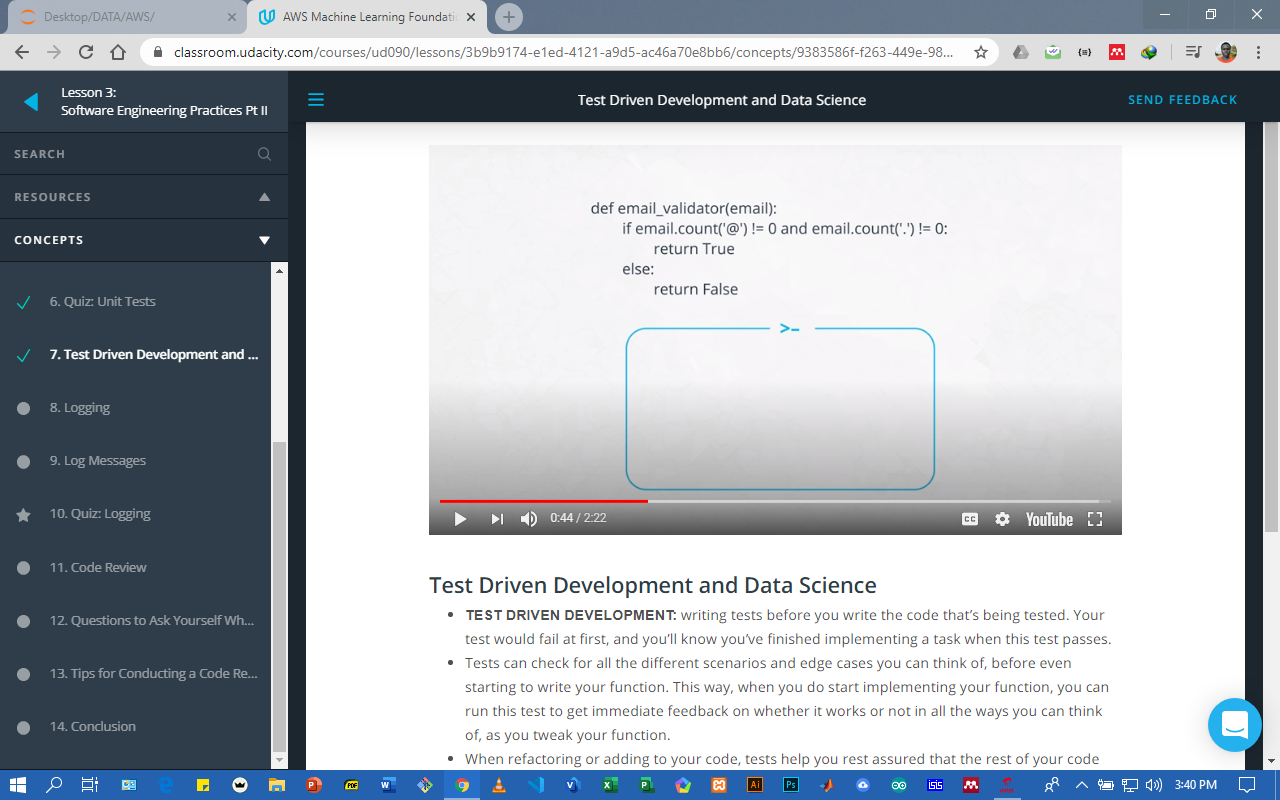 Desktop/DATA/AWS/
AWS Machine Learning Foundatio
classroom.udacity.com/courses/ud090/lessons/3b9b9174-e1ed-4121-a9d5-ac46a70e8bb6/concepts/9383586f-f263-449e-98...
Lesson 3:
Software Engineering Practices Pt II
Test Driven Development and Data Science
SEND FEEDBACK
SEARCH
RESOURCES
CONCEPTS
6. Quiz: Unit Tests
7. Test Driven Development and ...
8. Logging
9. Log Messages
10. Quiz: Logging
11. Code Review
12. Questions to Ask Yourself Wh...
13. Tips for Conducting a Code Re...
14. Conclusion
def email_validator(email):
if email.count('@') != 0 and email.count('.') != 0:
return True
else:
return False
>_
0:44 / 2:22
CC
YouTube
Test Driven Development and Data Science
• TEST DRIVEN DEVELOPMENT: writing tests before you write the code that's being tested. Your
test would fail at first, and you'll know you've finished implementing a task when this test passes.
• Tests can check for all the different scenarios and edge cases you can think of, before even
starting to write your function. This way, when you do start implementing your function, you can
run this test to get immediate feedback on whether it works or not in all the ways you can think
of, as you tweak your function.
• When refactoring or adding to your code, tests help you rest assured that the rest of your code
3:40 PM